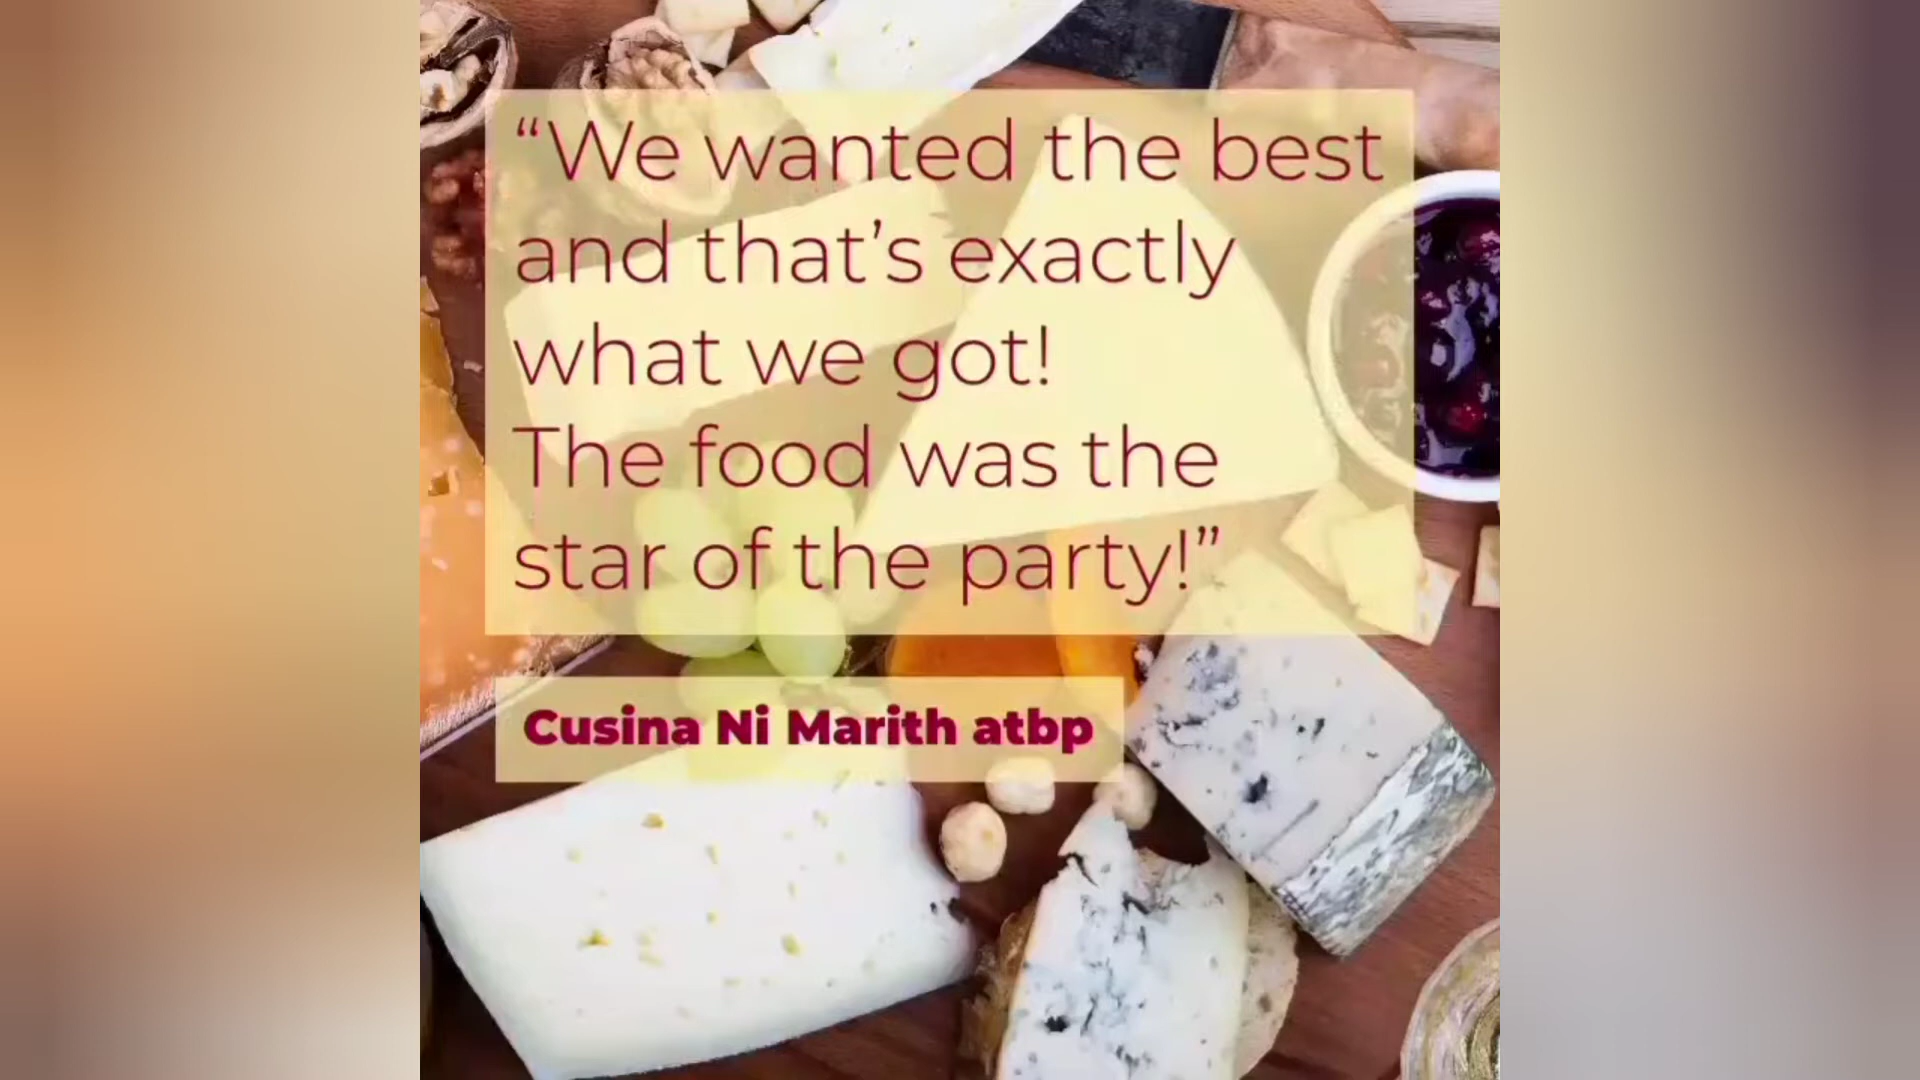 “We wanted the best
and that’s exactly
what we got!
The food was the
star of the party!”
Cusina Ni Marith atbp